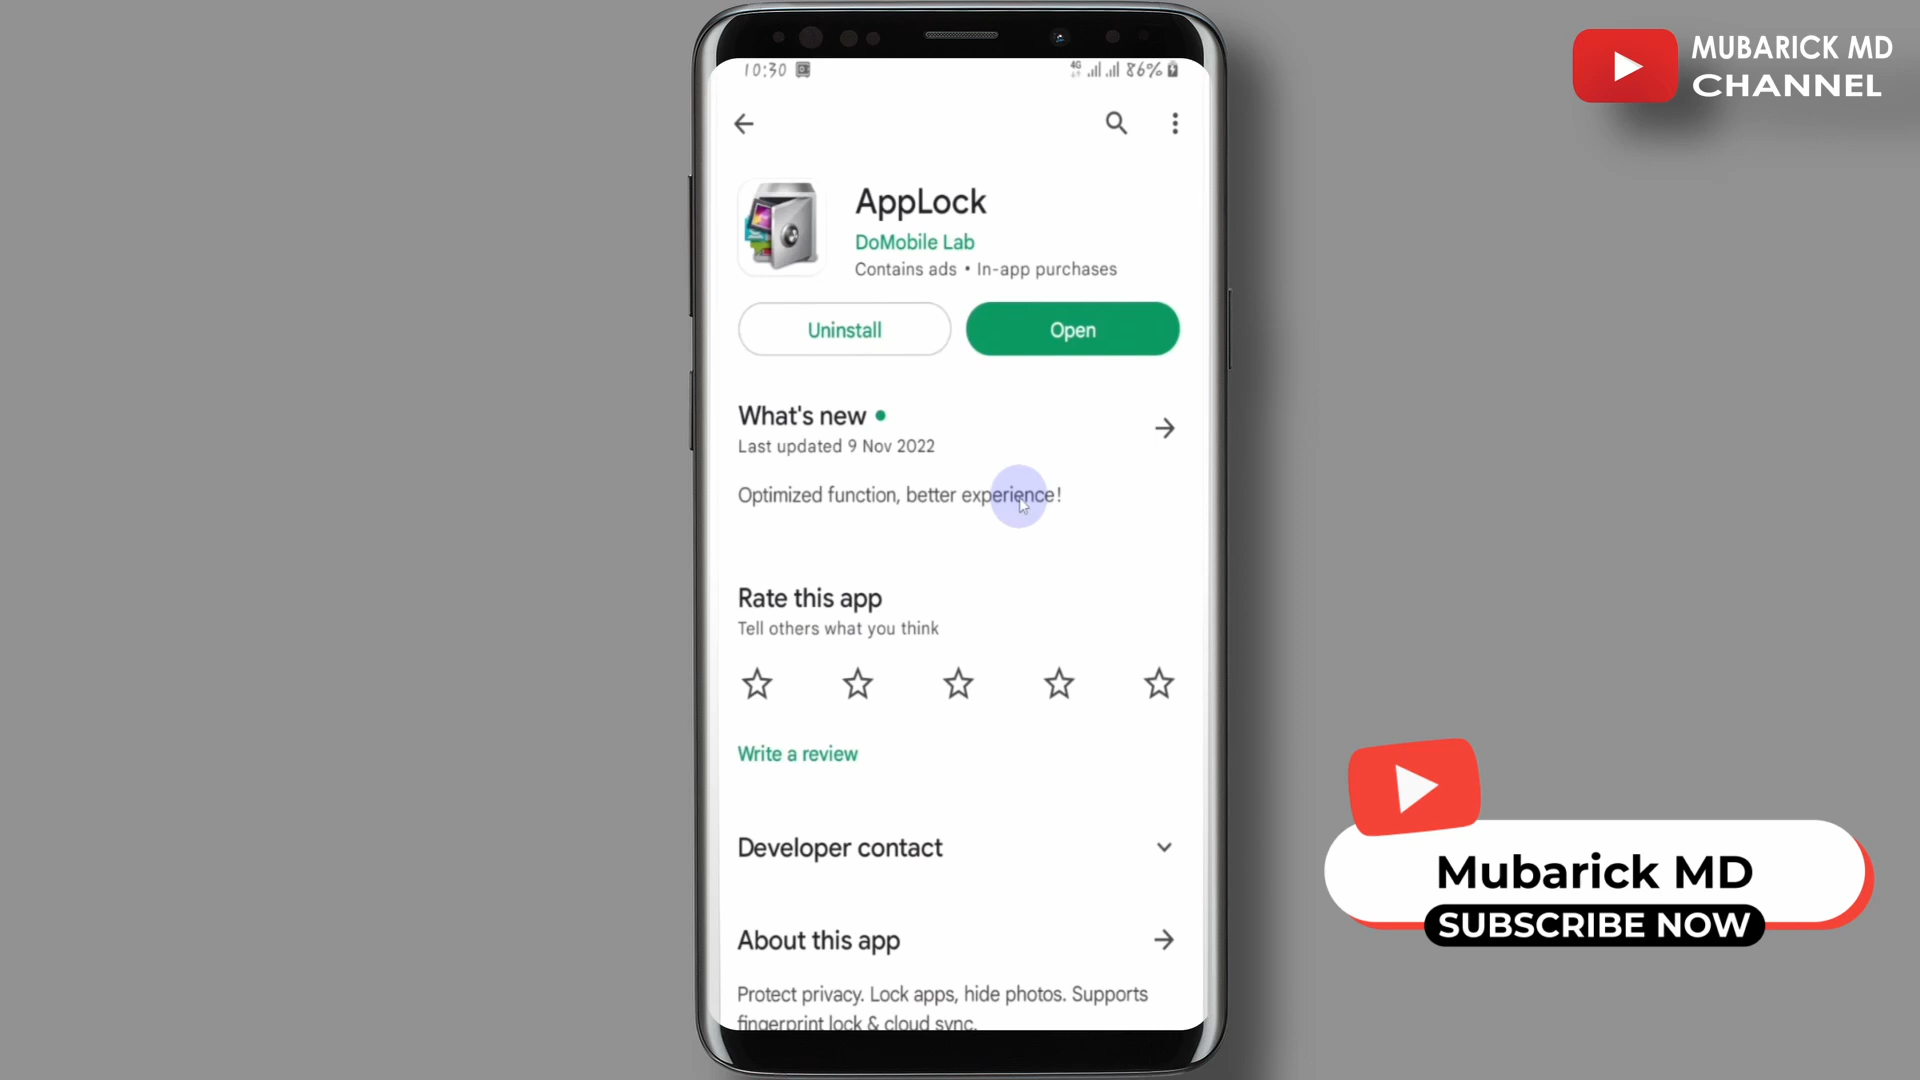 MUBARICK MD
CHANNEL
10:30
4G 86%
AppLock
DoMobile Lab
Contains ads • In-app purchases
Uninstall
Open
What's new
Last updated 9 Nov 2022
Optimized function, better experience!
Rate this app
Tell others what you think
Write a review
Developer contact
About this app
Protect privacy. Lock apps, hide photos. Supports
fingerprint lock & cloud sync.
Mubarick MD
SUBSCRIBE NOW